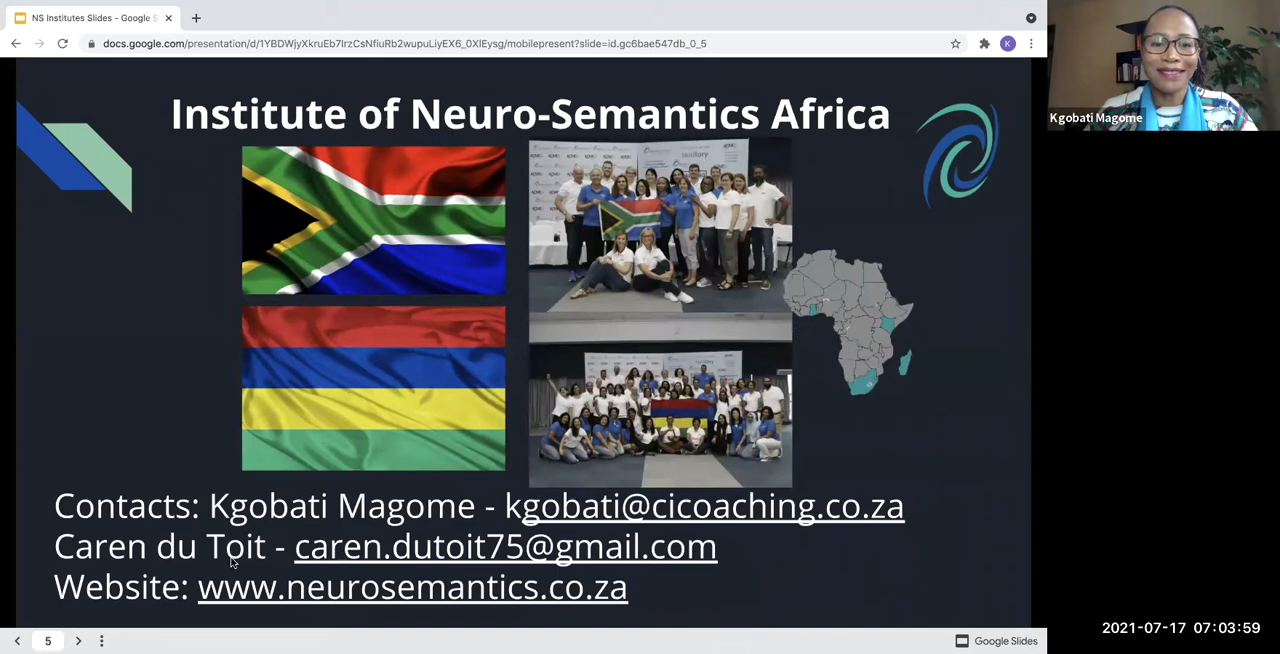 NS Institutes Slides - Google S
docs.google.com/presentation/d/1YBDWjyXkruEb7IrzCsNfiuRb2wupuLiyEX6_0XlEysg/mobilepresent?slide=id.gc6bae547db_0_5
K
Kgobati Magome
Institute of Neuro-Semantics Africa
Contacts: Kgobati Magome - kgobati@cicoaching.co.za
Caren du Toit - caren.dutoit75@gmail.com
Website: www.neurosemantics.co.za
5
Google Slides
2021-07-17 07:03:59